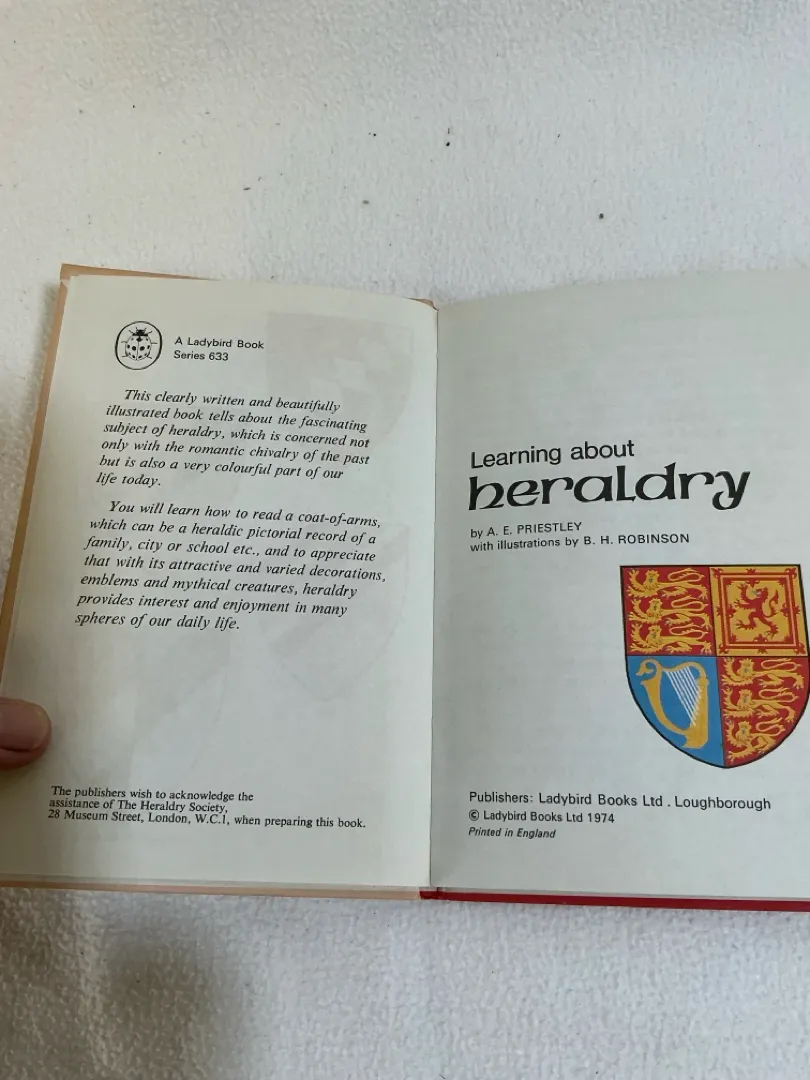 A Ladybird Book
Series 633
This clearly written and beautifully
illustrated book tells about the fascinating
subject of heraldry, which is concerned not
only with the romantic chivalry of the past
but is also a very colourful part of our
life today.
You will learn how to read a coat-of-arms,
which can be a heraldic pictorial record of a
family, city or school etc., and to appreciate
that with its attractive and varied decorations,
emblems and mythical creatures, heraldry
provides interest and enjoyment in many
spheres of our daily life.
The publishers wish to acknowledge the
assistance of The Heraldry Society,
28 Museum Street, London, W.C.1, when preparing this book.
Learning about
heraldry
by A. E. PRIESTLEY
with illustrations by B. H. ROBINSON
Publishers: Ladybird Books Ltd . Loughborough
© Ladybird Books Ltd 1974
Printed in England